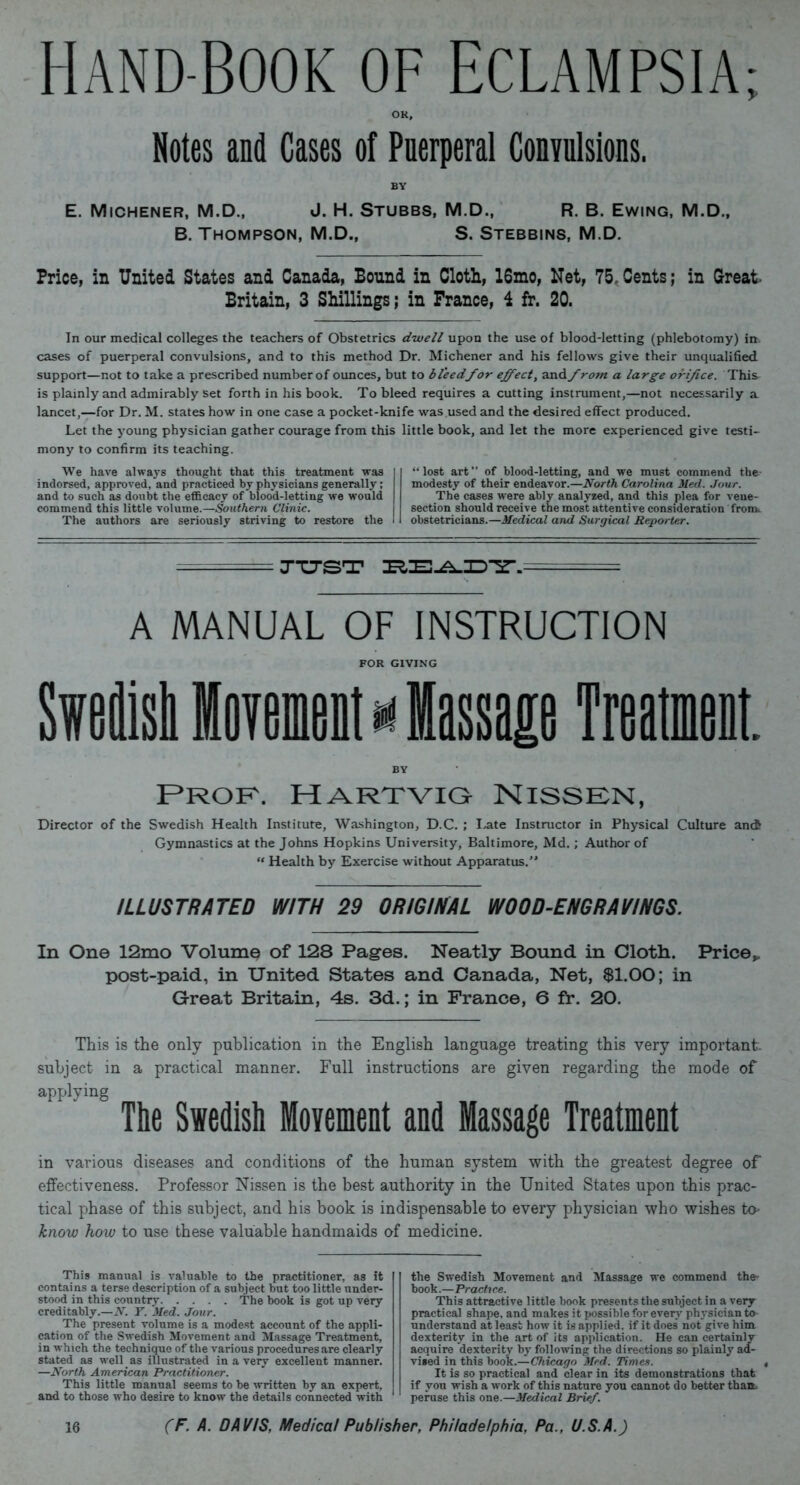 HAND-BOOK OF ECLAMPSIA;
OR,
Notes and Cases of Puerperal Convulsions.
BY
E. MICHENER, M.D., J. H. STUBBS, M.D., R. B. EWING, M.D.,
B. THOMPSON, M.D., S. STEBBINS, M.D.
Price, in United States and Canada, Bound in Cloth, 16mo, Net, 75 Cents; in Great
Britain, 3 Shillings; in France, 4 fr. 20.
In our medical colleges the teachers of Obstetrics dwell upon the use of blood-letting (phlebotomy) in
cases of puerperal convulsions, and to this method Dr. Michener and his fellows give their unqualified
support—not to take a prescribed number of ounces, but to bleed for effect, and from a large orifice. This
is plainly and admirably set forth in his book. To bleed requires a cutting instrument,—not necessarily a
lancet,—for Dr. M. states how in one case a pocket-knife was used and the desired effect produced.
Let the young physician gather courage from this little book, and let the more experienced give testi-
mony to confirm its teaching.
We have always thought that this treatment was
indorsed, approved, and practiced by physicians generally;
and to such as doubt the efficacy of blood-letting we would
commend this little volume.—Southern Clinic.
The authors are seriously striving to restore the
"lost art" of blood-letting, and we must commend the
modesty of their endeavor.—North Carolina Med. Jour.
The cases were ably analyzed, and this plea for vene-
section should receive the most attentive consideration from
obstetricians.—Medical and Surgical Reporter.
JUST READY.
A MANUAL OF INSTRUCTION
FOR GIVING
Swedish Movement and Massage Treatment.
BY
PROF. HARTVIG NISSEN,
Director of the Swedish Health Institute, Washington, D.C.; Late Instructor in Physical Culture and
Gymnastics at the Johns Hopkins University, Baltimore, Md.; Author of
"Health by Exercise without Apparatus."
ILLUSTRATED WITH 29 ORIGINAL WOOD-ENGRAVINGS.
In One 12mo Volume of 128 Pages. Neatly Bound in Cloth. Price,
post-paid, in United States and Canada, Net, $1.00; in
Great Britain, 4s. 3d.; in France, 6 fr. 20.
This is the only publication in the English language treating this very important
subject in a practical manner. Full instructions are given regarding the mode of
applying
The Swedish Movement and Massage Treatment
in various diseases and conditions of the human system with the greatest degree of
effectiveness. Professor Nissen is the best authority in the United States upon this prac-
tical phase of this subject, and his book is indispensable to every physician who wishes to
know how to use these valuable handmaids of medicine.
This manual is valuable to the practitioner, as it
contains a terse description of a subject but too little under-
stood in this country. . . . . The book is got up very
creditably.—N. Y. Med. Jour.
The present volume is a modest account of the appli-
cation of the Swedish Movement and Massage Treatment,
in which the technique of the various procedures are clearly
stated as well as illustrated in a very excellent manner.
—North American Practitioner.
This little manual seems to be written by an expert,
and to those who desire to know the details connected with
the Swedish Movement and Massage we commend the
book.—Practice.
This attractive little book presents the subject in a very
practical shape, and makes it possible for every physician to
understand at least how it is applied, if it does not give him
dexterity in the art of its application. He can certainly
acquire dexterity by following the directions so plainly ad-
vised in this book.—Chicago Med. Times.
It is so practical and clear in its demonstrations that
if you wish a work of this nature you cannot do better than
peruse this one.—Medical Brief.
16 (F. A. DAVIS, Medical Publisher, Philadelphia, Pa., U.S.A.)